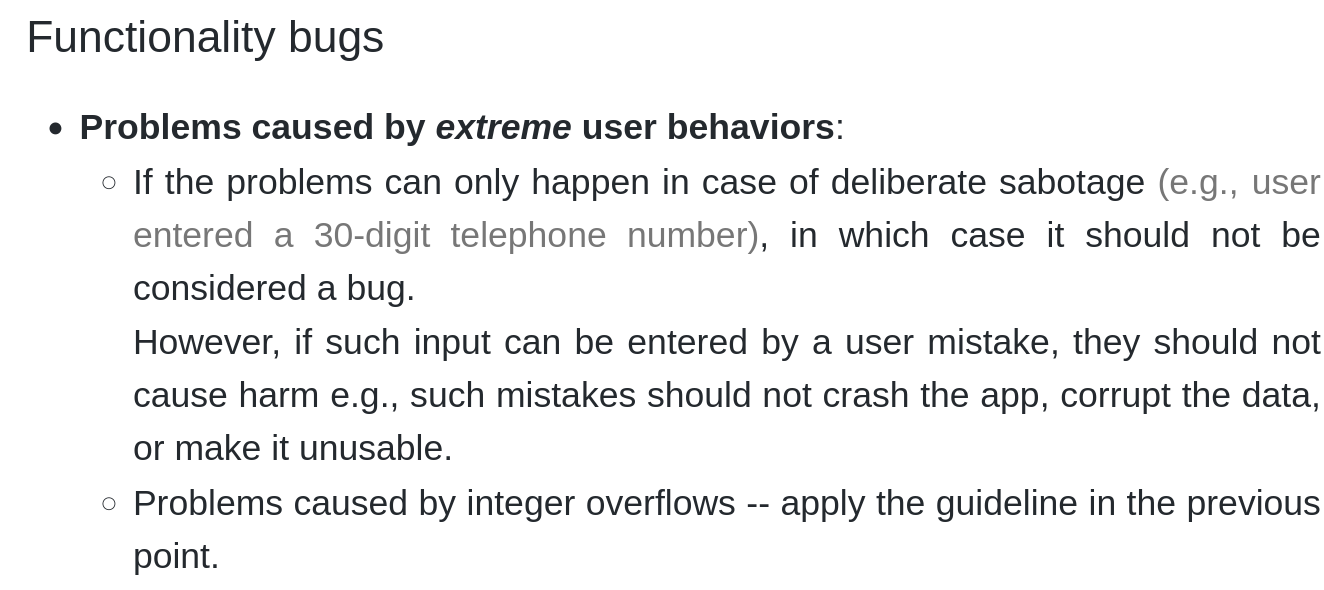 Functionality bugs
• Problems caused by extreme user behaviors:
○ If the problems can only happen in case of deliberate sabotage (e.g., user
entered a 30-digit telephone number), in which case it should not be
considered a bug.
However, if such input can be entered by a user mistake, they should not
cause harm e.g., such mistakes should not crash the app, corrupt the data,
or make it unusable.
○ Problems caused by integer overflows -- apply the guideline in the previous
point.